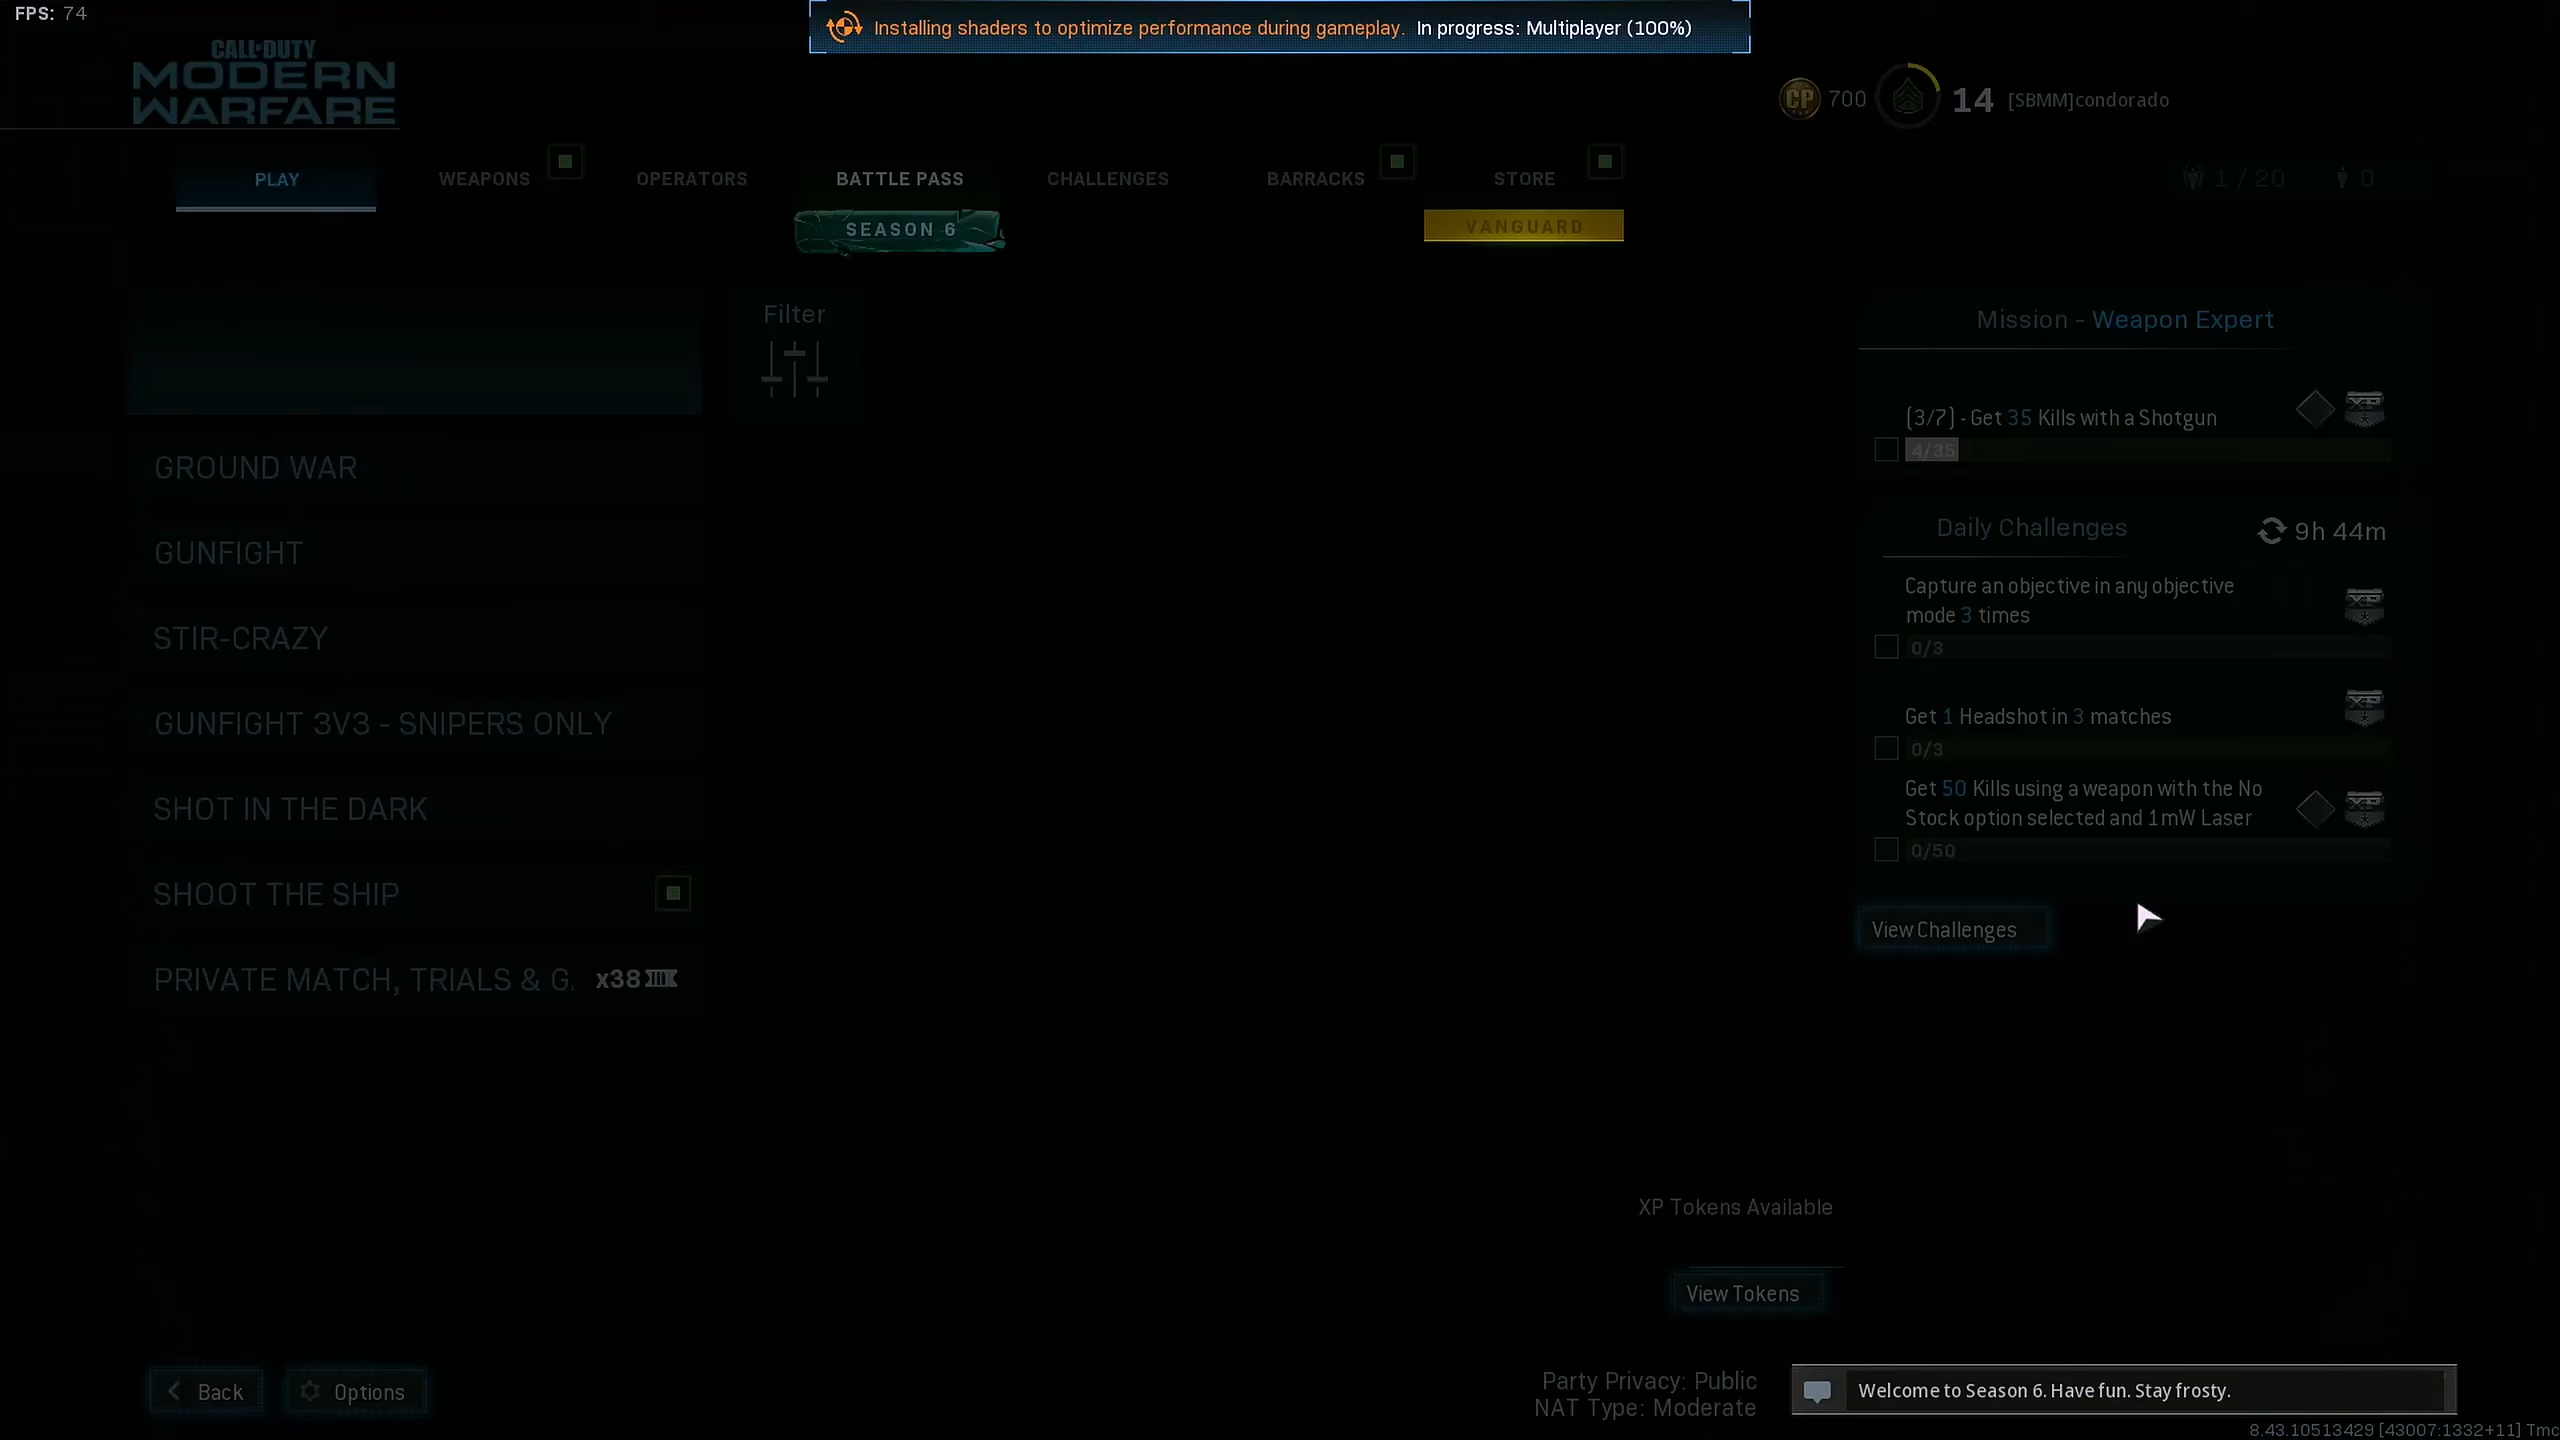 FPS: 74
Installing shaders to optimize performance during gameplay. In progress: Multiplayer (100%)
CALL OF DUTY
MODERN
WARFARE
CP 700 14 [SBMM]condorado
PLAY WEAPONS OPERATORS BATTLE PASS CHALLENGES BARRACKS STORE
1 / 20 0
SEASON 6 VANGUARD
Filter
Mission - Weapon Expert
[3/7] - Get 35 Kills with a Shotgun
XP
4/35
GROUND WAR
Daily Challenges 9h 44m
GUNFIGHT
Capture an objective in any objective
mode 3 times
XP
0/3
STIR-CRAZY
GUNFIGHT 3V3 - SNIPERS ONLY
Get 1 Headshot in 3 matches
XP
0/3
SHOT IN THE DARK
Get 50 Kills using a weapon with the No
Stock option selected and 1mW Laser
XP
0/50
SHOOT THE SHIP
View Challenges
PRIVATE MATCH, TRIALS & G. x38
XP Tokens Available
View Tokens
Back Options
Party Privacy: Public
NAT Type: Moderate
Welcome to Season 6. Have fun. Stay frosty.
8.43.10513429 [43007:1332+11] Tmc